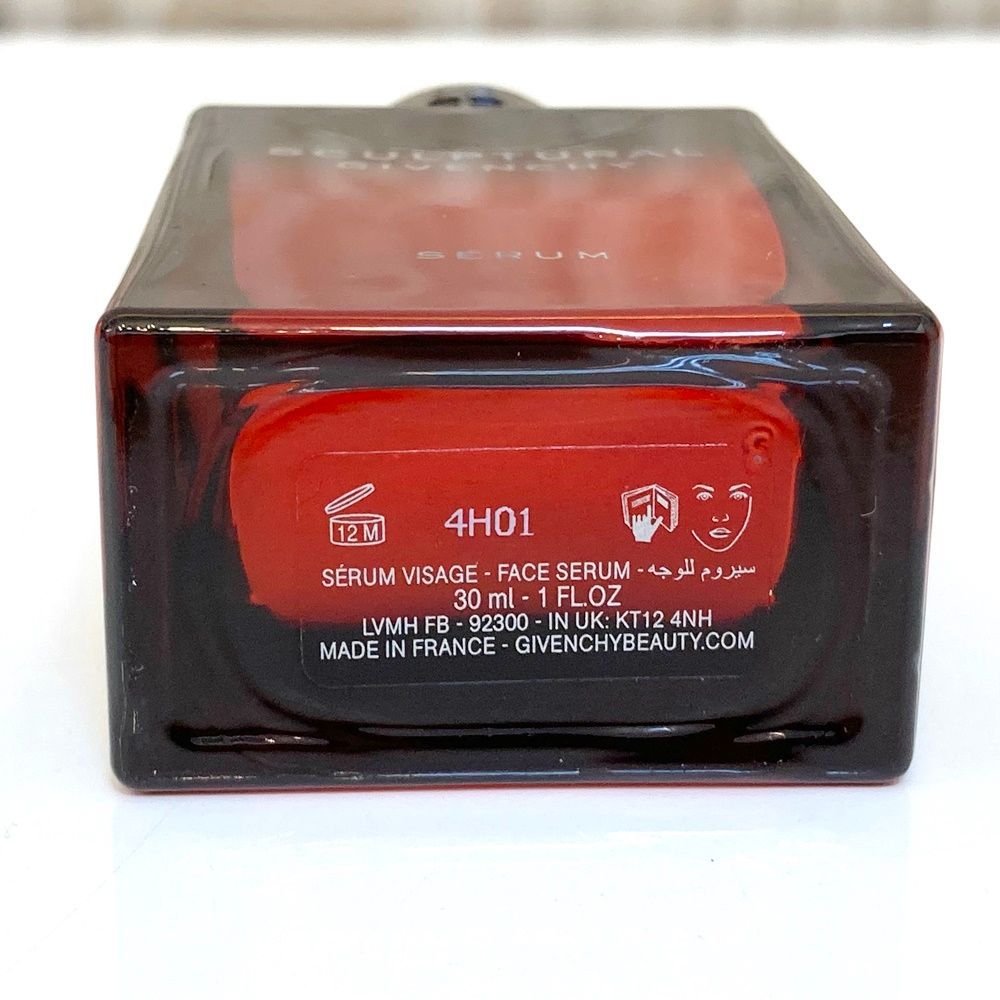 SCULPTURAL
GIVENCHY
SÉRUM
12 M
4H01
SÉRUM VISAGE - FACE SERUM - سيروم للوجه
30 ml - 1 FL.OZ
LVMH FB - 92300 - IN UK: KT12 4NH
MADE IN FRANCE - GIVENCHYBEAUTY.COM